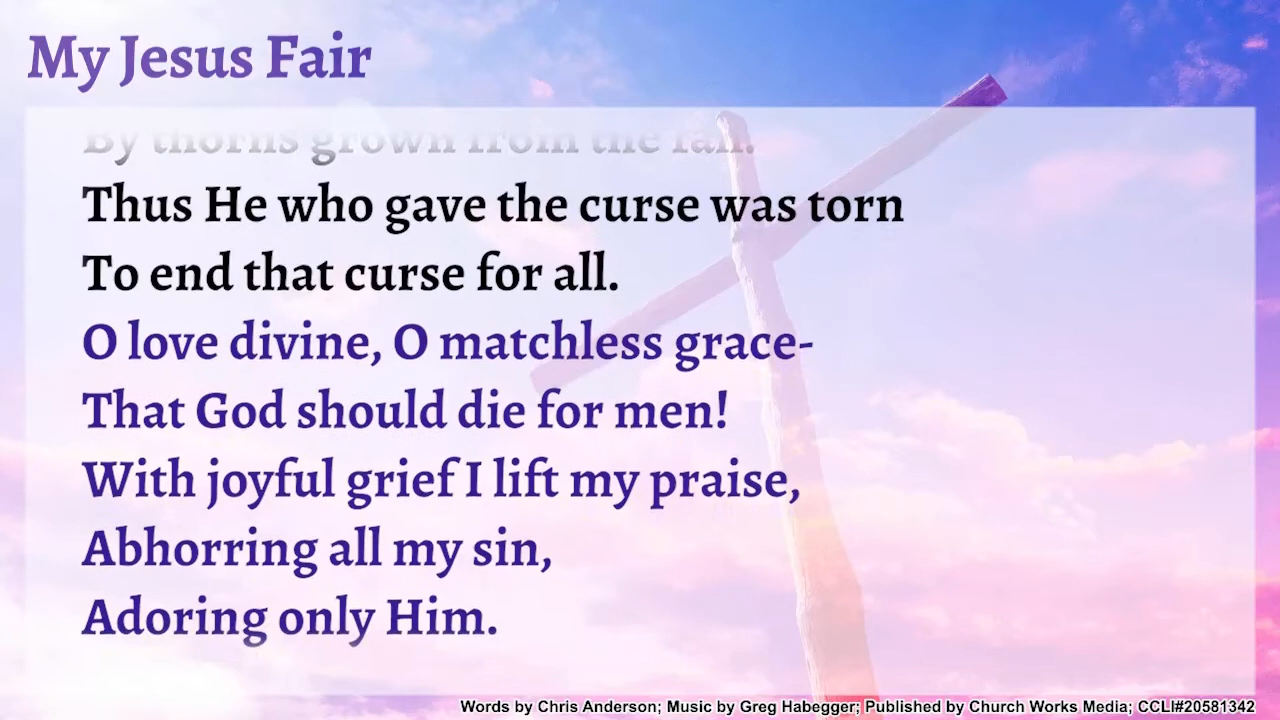 My Jesus Fair
By thorns grown from the fall.
Thus He who gave the curse was torn
To end that curse for all.
O love divine, O matchless grace-
That God should die for men!
With joyful grief I lift my praise,
Abhorring all my sin,
Adoring only Him.
Words by Chris Anderson; Music by Greg Habegger; Published by Church Works Media; CCLI#20581342